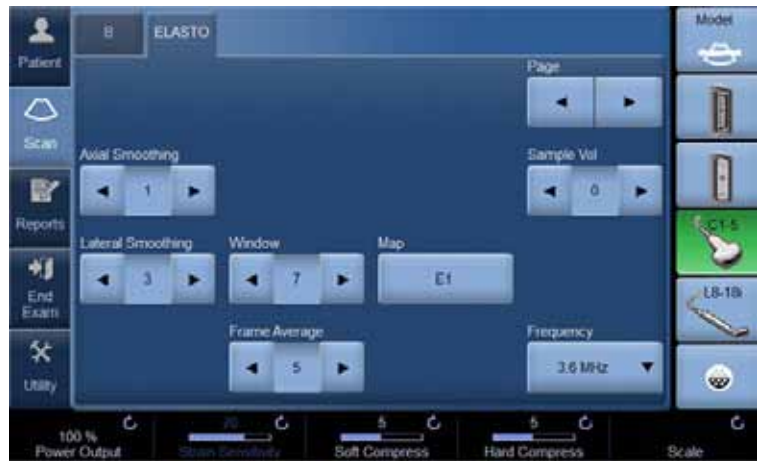 Patient
Scan
Reports
End
Exam
Utility
B
ELASTO
Page
Axial Smoothing
1
Sample Vol
0
Lateral Smoothing
3
Window
7
Map
E1
Frame Average
5
Frequency
3.6 MHz
Model
C1-5
L8-18i
100 %
Power Output
70
Strain Sensitivity
5
Soft Compress
5
Hard Compress
Scale